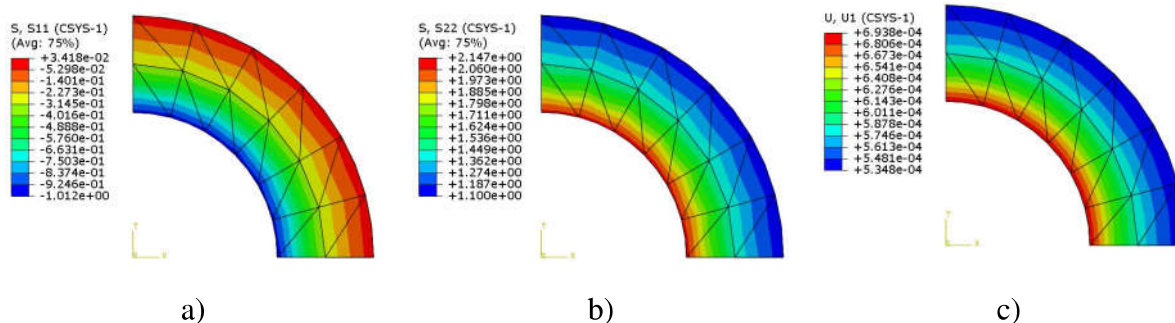 S, S11 (CSYS-1)
(Avg: 75%)
+3.418e-02
-5.298e-02
-1.401e-01
-2.273e-01
-3.145e-01
-4.016e-01
-4.888e-01
-5.760e-01
-6.631e-01
-7.503e-01
-8.374e-01
-9.246e-01
-1.012e+00
Y
Z X
a)
S, S22 (CSYS-1)
(Avg: 75%)
+2.147e+00
+2.060e+00
+1.973e+00
+1.885e+00
+1.798e+00
+1.711e+00
+1.624e+00
+1.536e+00
+1.449e+00
+1.362e+00
+1.274e+00
+1.187e+00
+1.100e+00
Y
Z X
b)
U, U1 (CSYS-1)
+6.938e-04
+6.806e-04
+6.673e-04
+6.541e-04
+6.408e-04
+6.276e-04
+6.143e-04
+6.011e-04
+5.878e-04
+5.746e-04
+5.613e-04
+5.481e-04
+5.348e-04
Y
Z X
c)